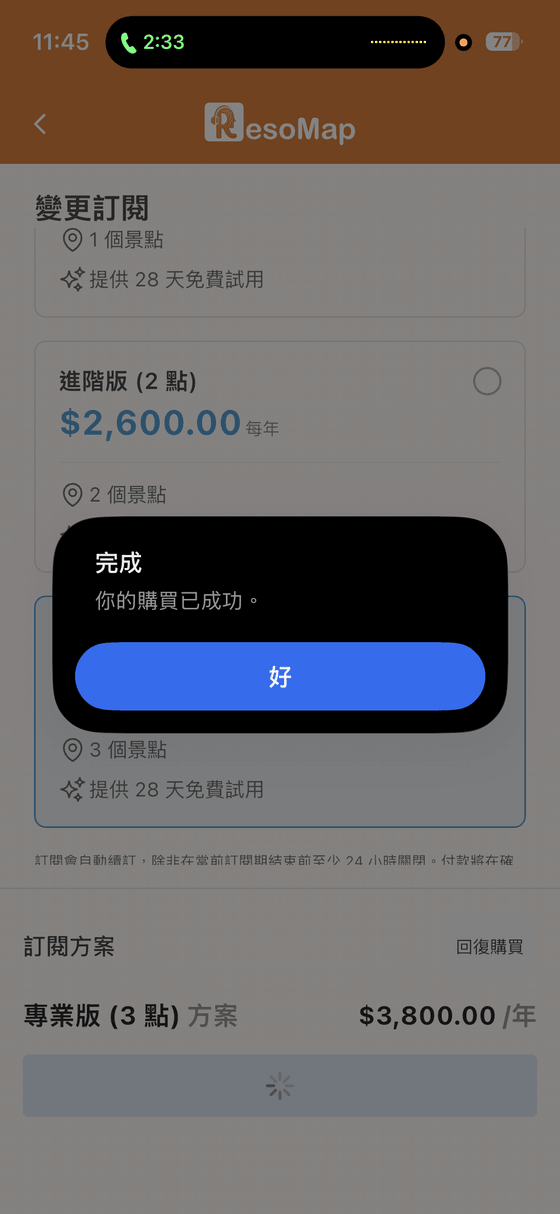 11:45
2:33
77
ResoMap
變更訂閱
1 個景點
提供 28 天免費試用
進階版 (2 點)
$2,600.00 每年
2 個景點
完成
你的購買已成功。
好
3 個景點
提供 28 天免費試用
訂閱會自動續訂，除非在當前訂閱期結束前至少 24 小時關閉。付款將在確
訂閱方案
回復購買
專業版 (3 點) 方案
$3,800.00 /年